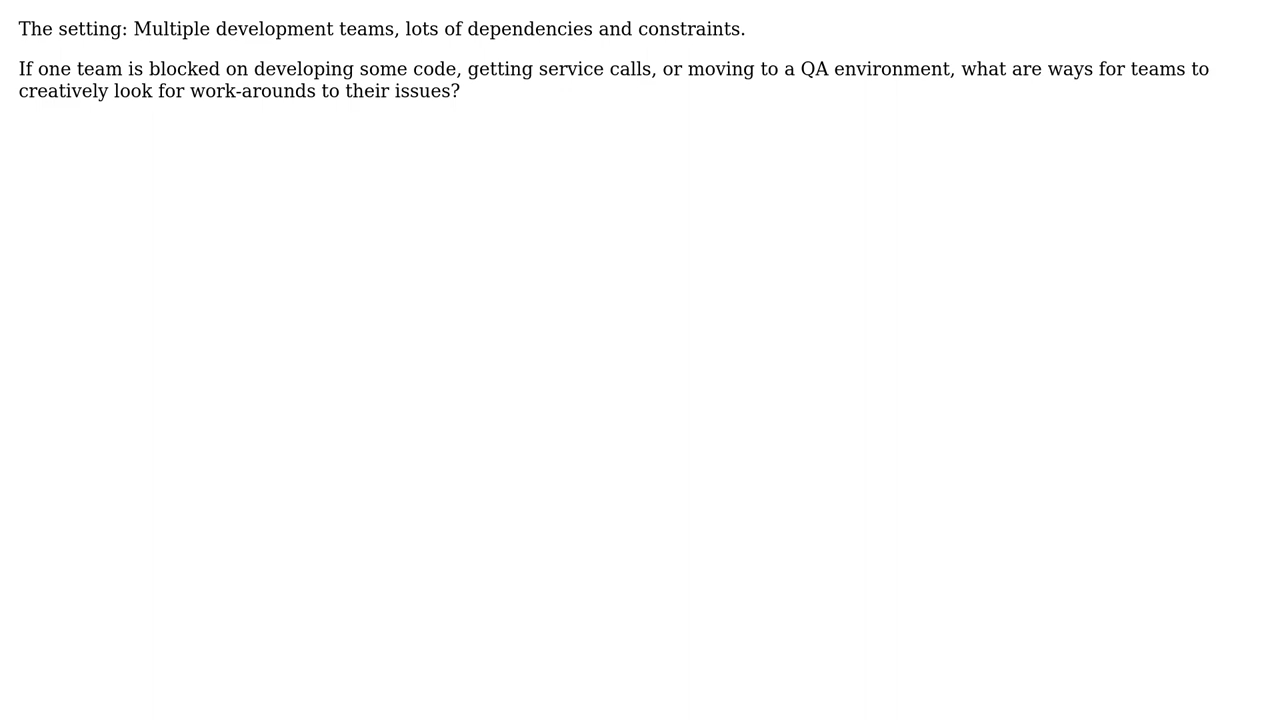 The setting: Multiple development teams, lots of dependencies and constraints.
If one team is blocked on developing some code, getting service calls, or moving to a QA environment, what are ways for teams to
creatively look for work-arounds to their issues?